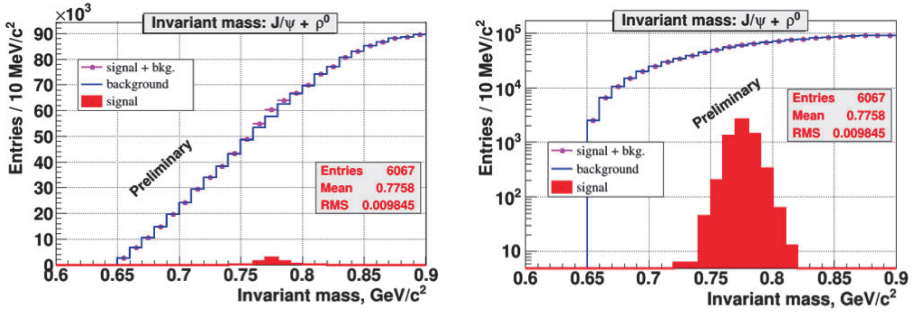 ×10³
Invariant mass: J/ψ + ρ⁰
Entries / 10 MeV/c²
90
80
70
60
50
40
30
20
10
0
signal + bkg.
background
signal
Preliminary
Entries 6067
Mean 0.7758
RMS 0.009845
0.6 0.65 0.7 0.75 0.8 0.85 0.9
Invariant mass, GeV/c²
Invariant mass: J/ψ + ρ⁰
Entries / 10 MeV/c²
10⁵
10⁴
10³
10²
10
Preliminary
Entries 6067
Mean 0.7758
RMS 0.009845
signal + bkg.
background
signal
0.6 0.65 0.7 0.75 0.8 0.85 0.9
Invariant mass, GeV/c²